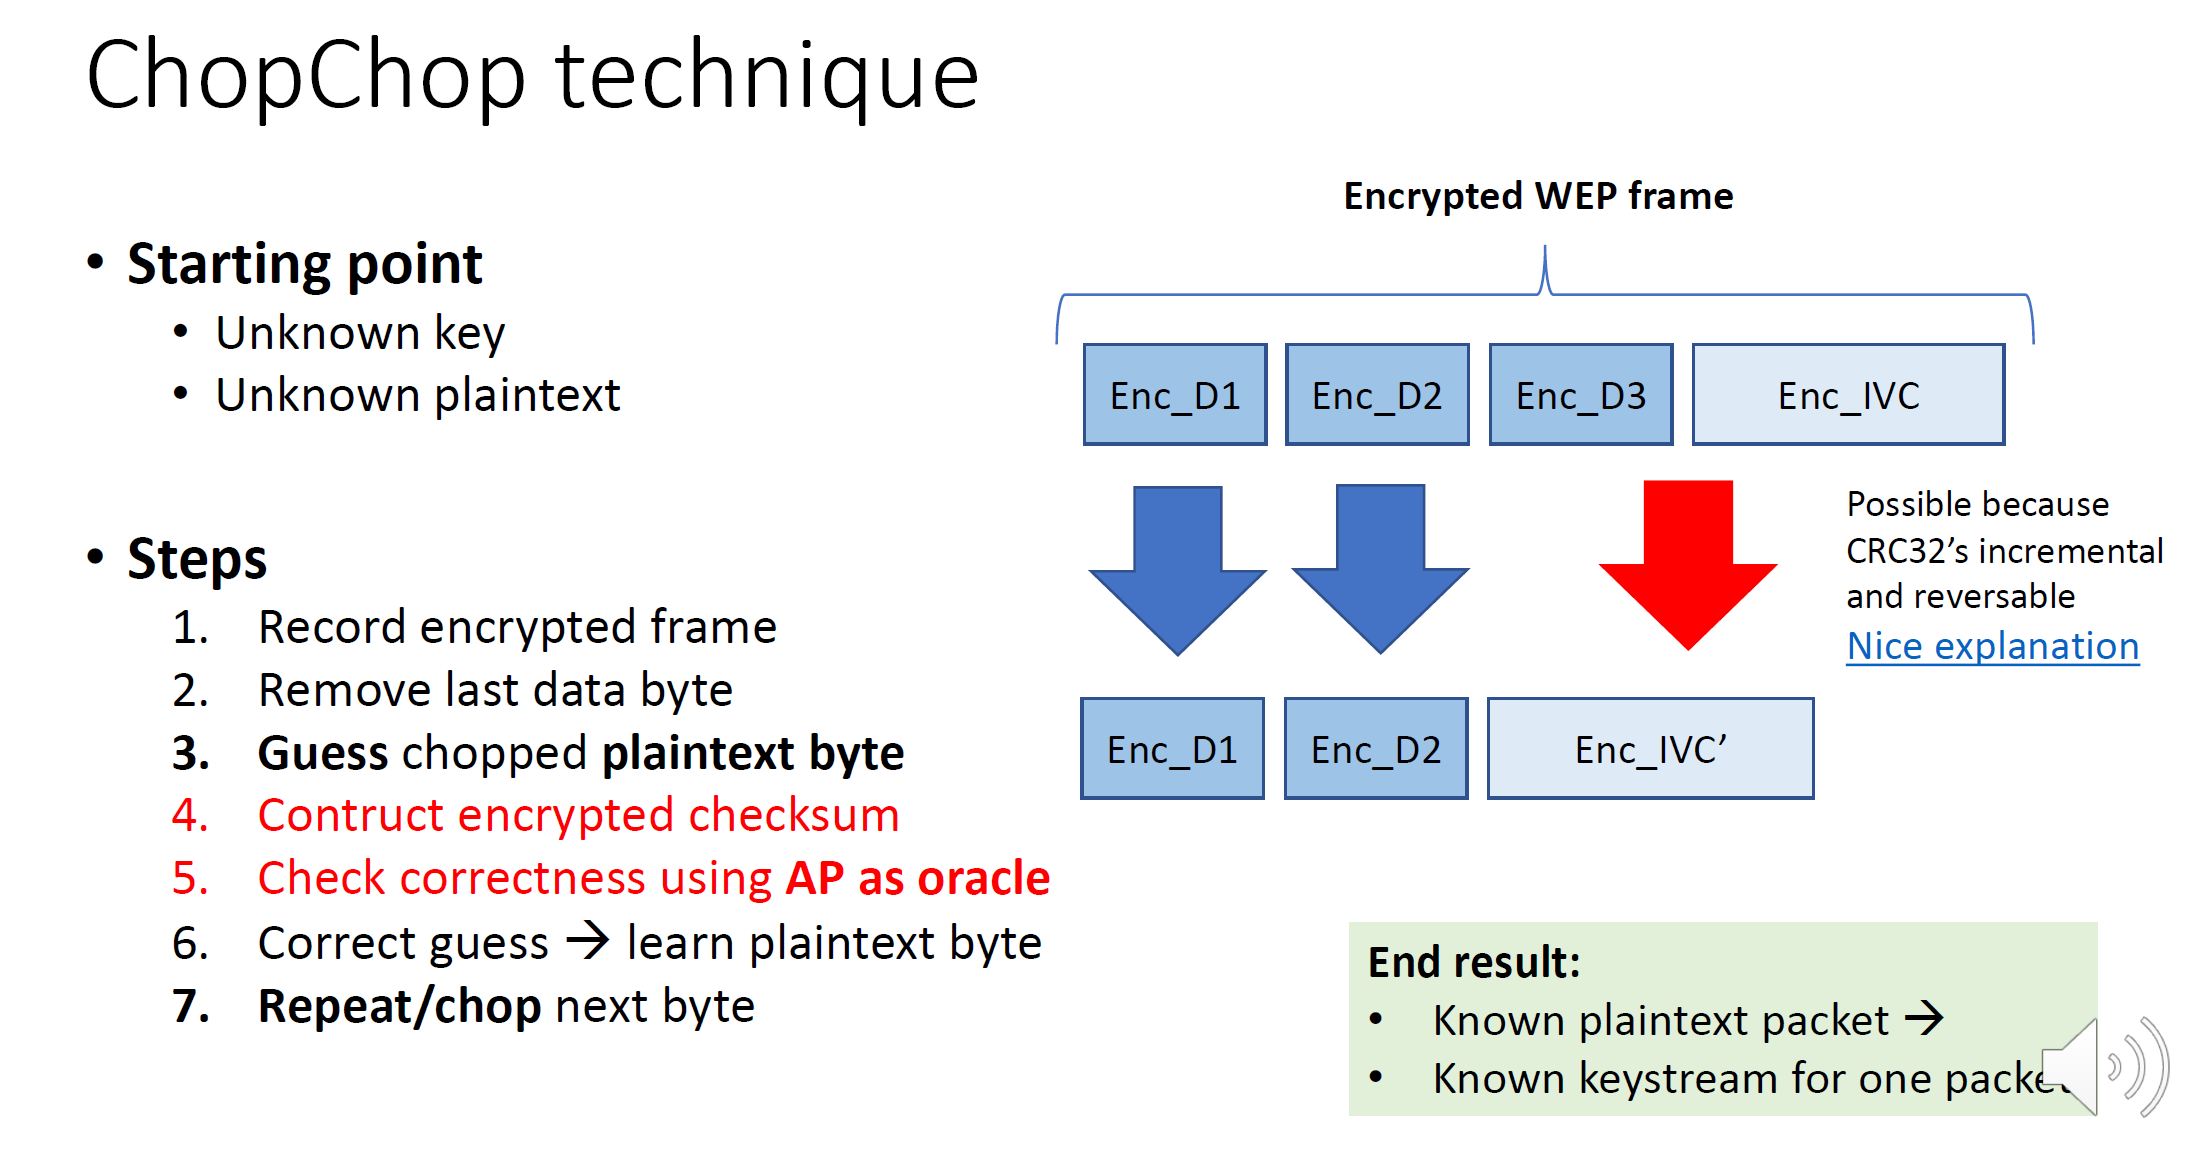 ChopChop technique
• Starting point
• Unknown key
• Unknown plaintext
• Steps
1. Record encrypted frame
2. Remove last data byte
3. Guess chopped plaintext byte
4. Contruct encrypted checksum
5. Check correctness using AP as oracle
6. Correct guess → learn plaintext byte
7. Repeat/chop next byte
Encrypted WEP frame
Enc_D1 Enc_D2 Enc_D3 Enc_IVC
Possible because
CRC32’s incremental
and reversable
Nice explanation
Enc_D1 Enc_D2 Enc_IVC’
End result:
• Known plaintext packet →
• Known keystream for one packet